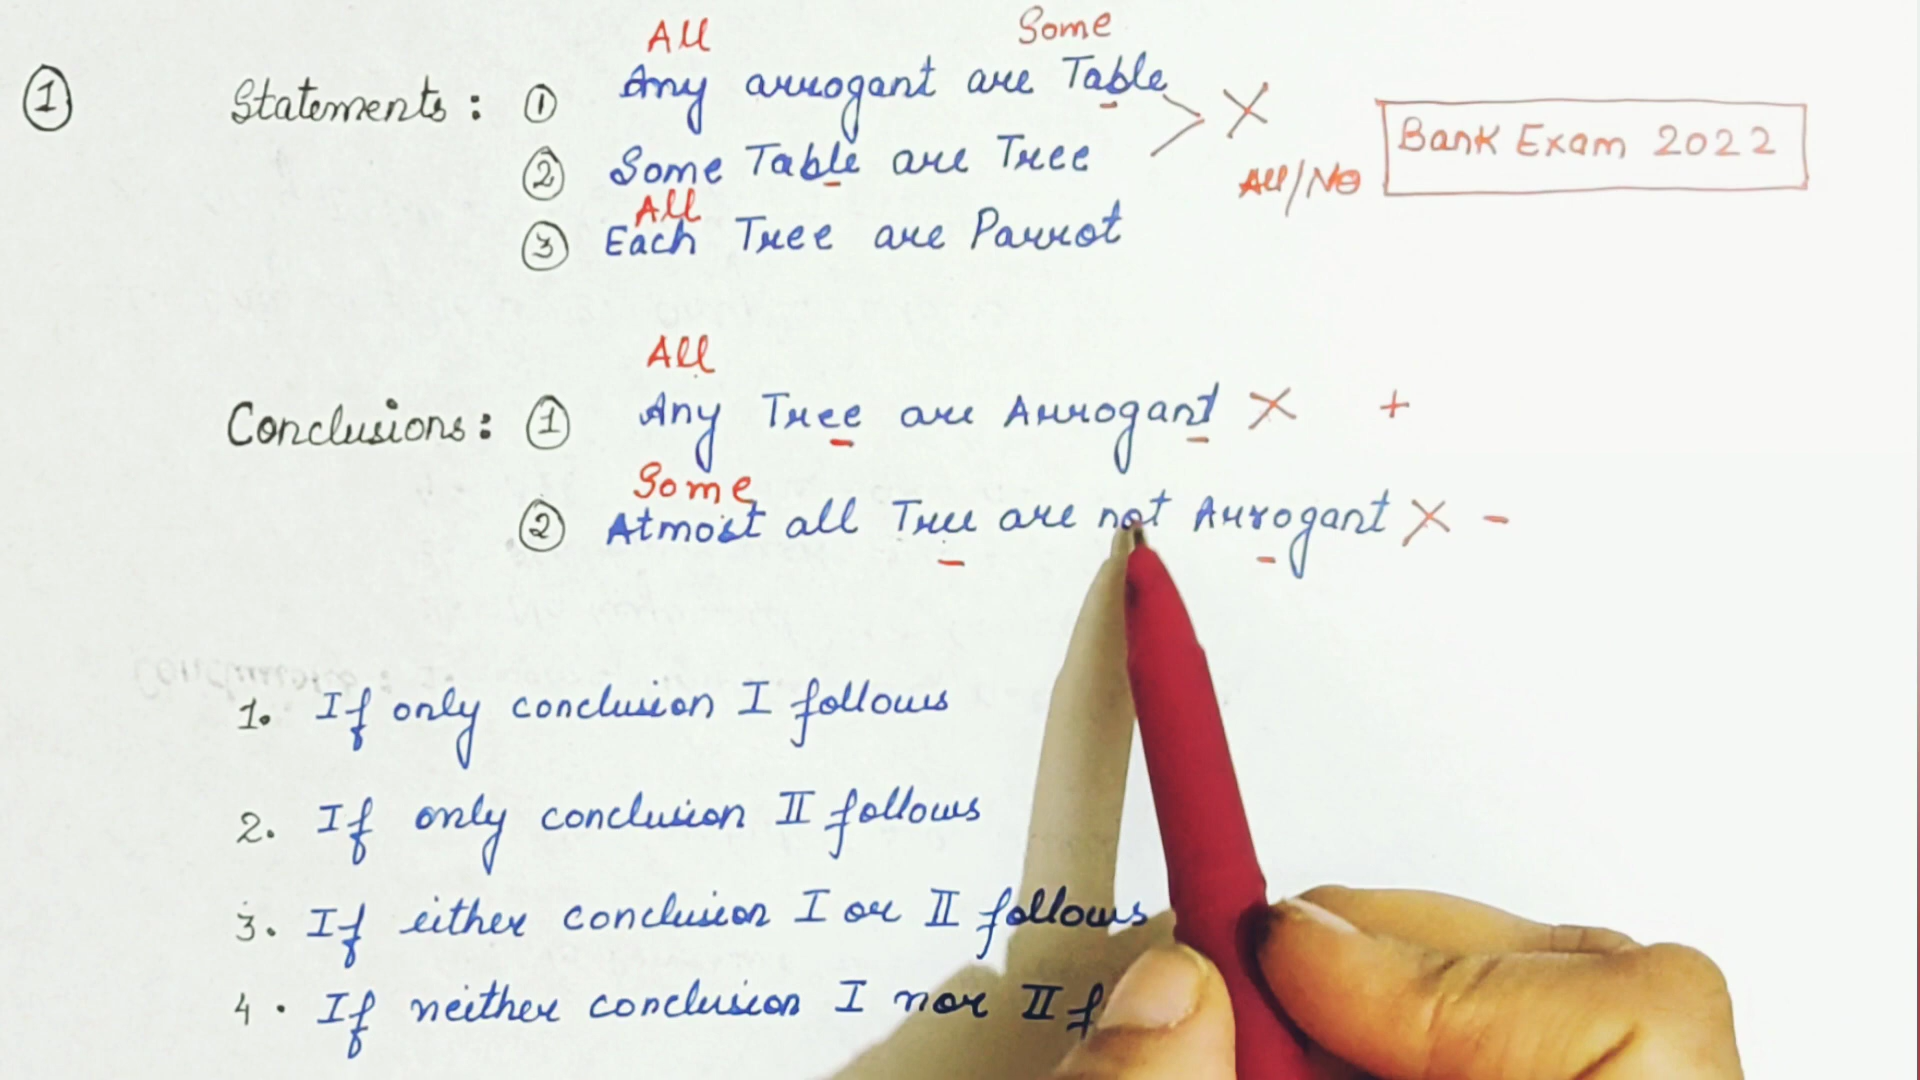 All Some
① Statements : ① Any arrogant are Table
② Some Table are Tree
X
All/No
Bank Exam 2022
All
③ Each Tree are Parrot
All
Conclusions : ① Any Tree are Arrogant X +
Some
② Atmost all Tree are not Arrogant X -
1. If only conclusion I follows
2. If only conclusion II follows
3. If either conclusion I or II follows
4. If neither conclusion I nor II f